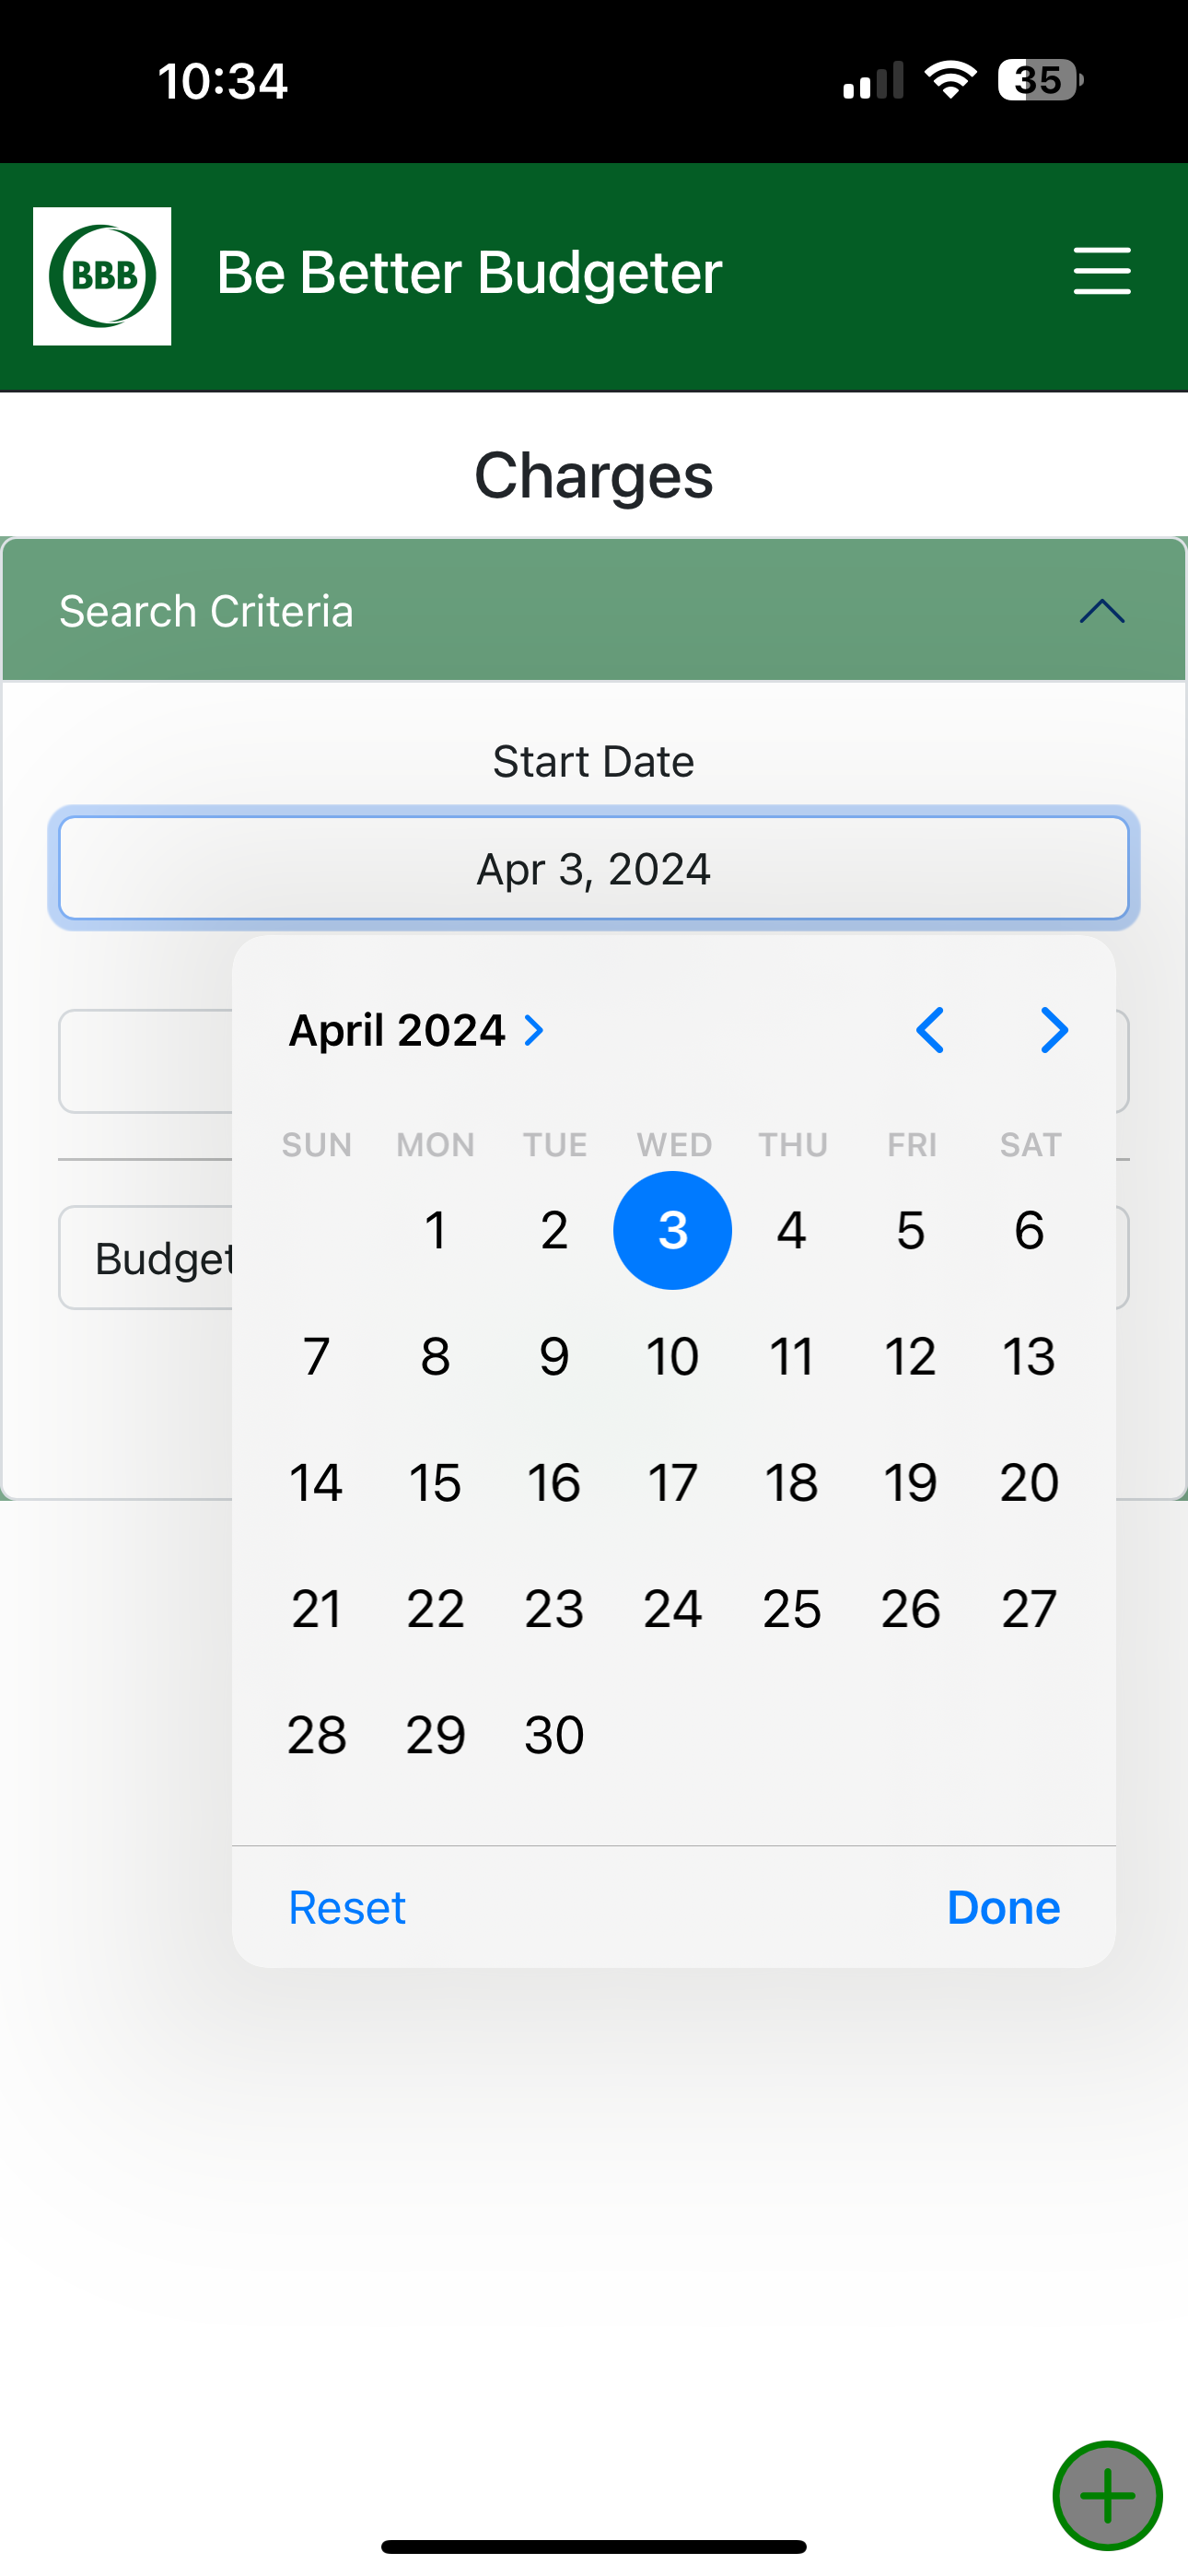 10:34
35
BBB
Be Better Budgeter
Charges
Search Criteria
Start Date
Apr 3, 2024
April 2024
SUN MON TUE WED THU FRI SAT
1 2 3 4 5 6
7 8 9 10 11 12 13
14 15 16 17 18 19 20
21 22 23 24 25 26 27
28 29 30
Budget
Reset Done